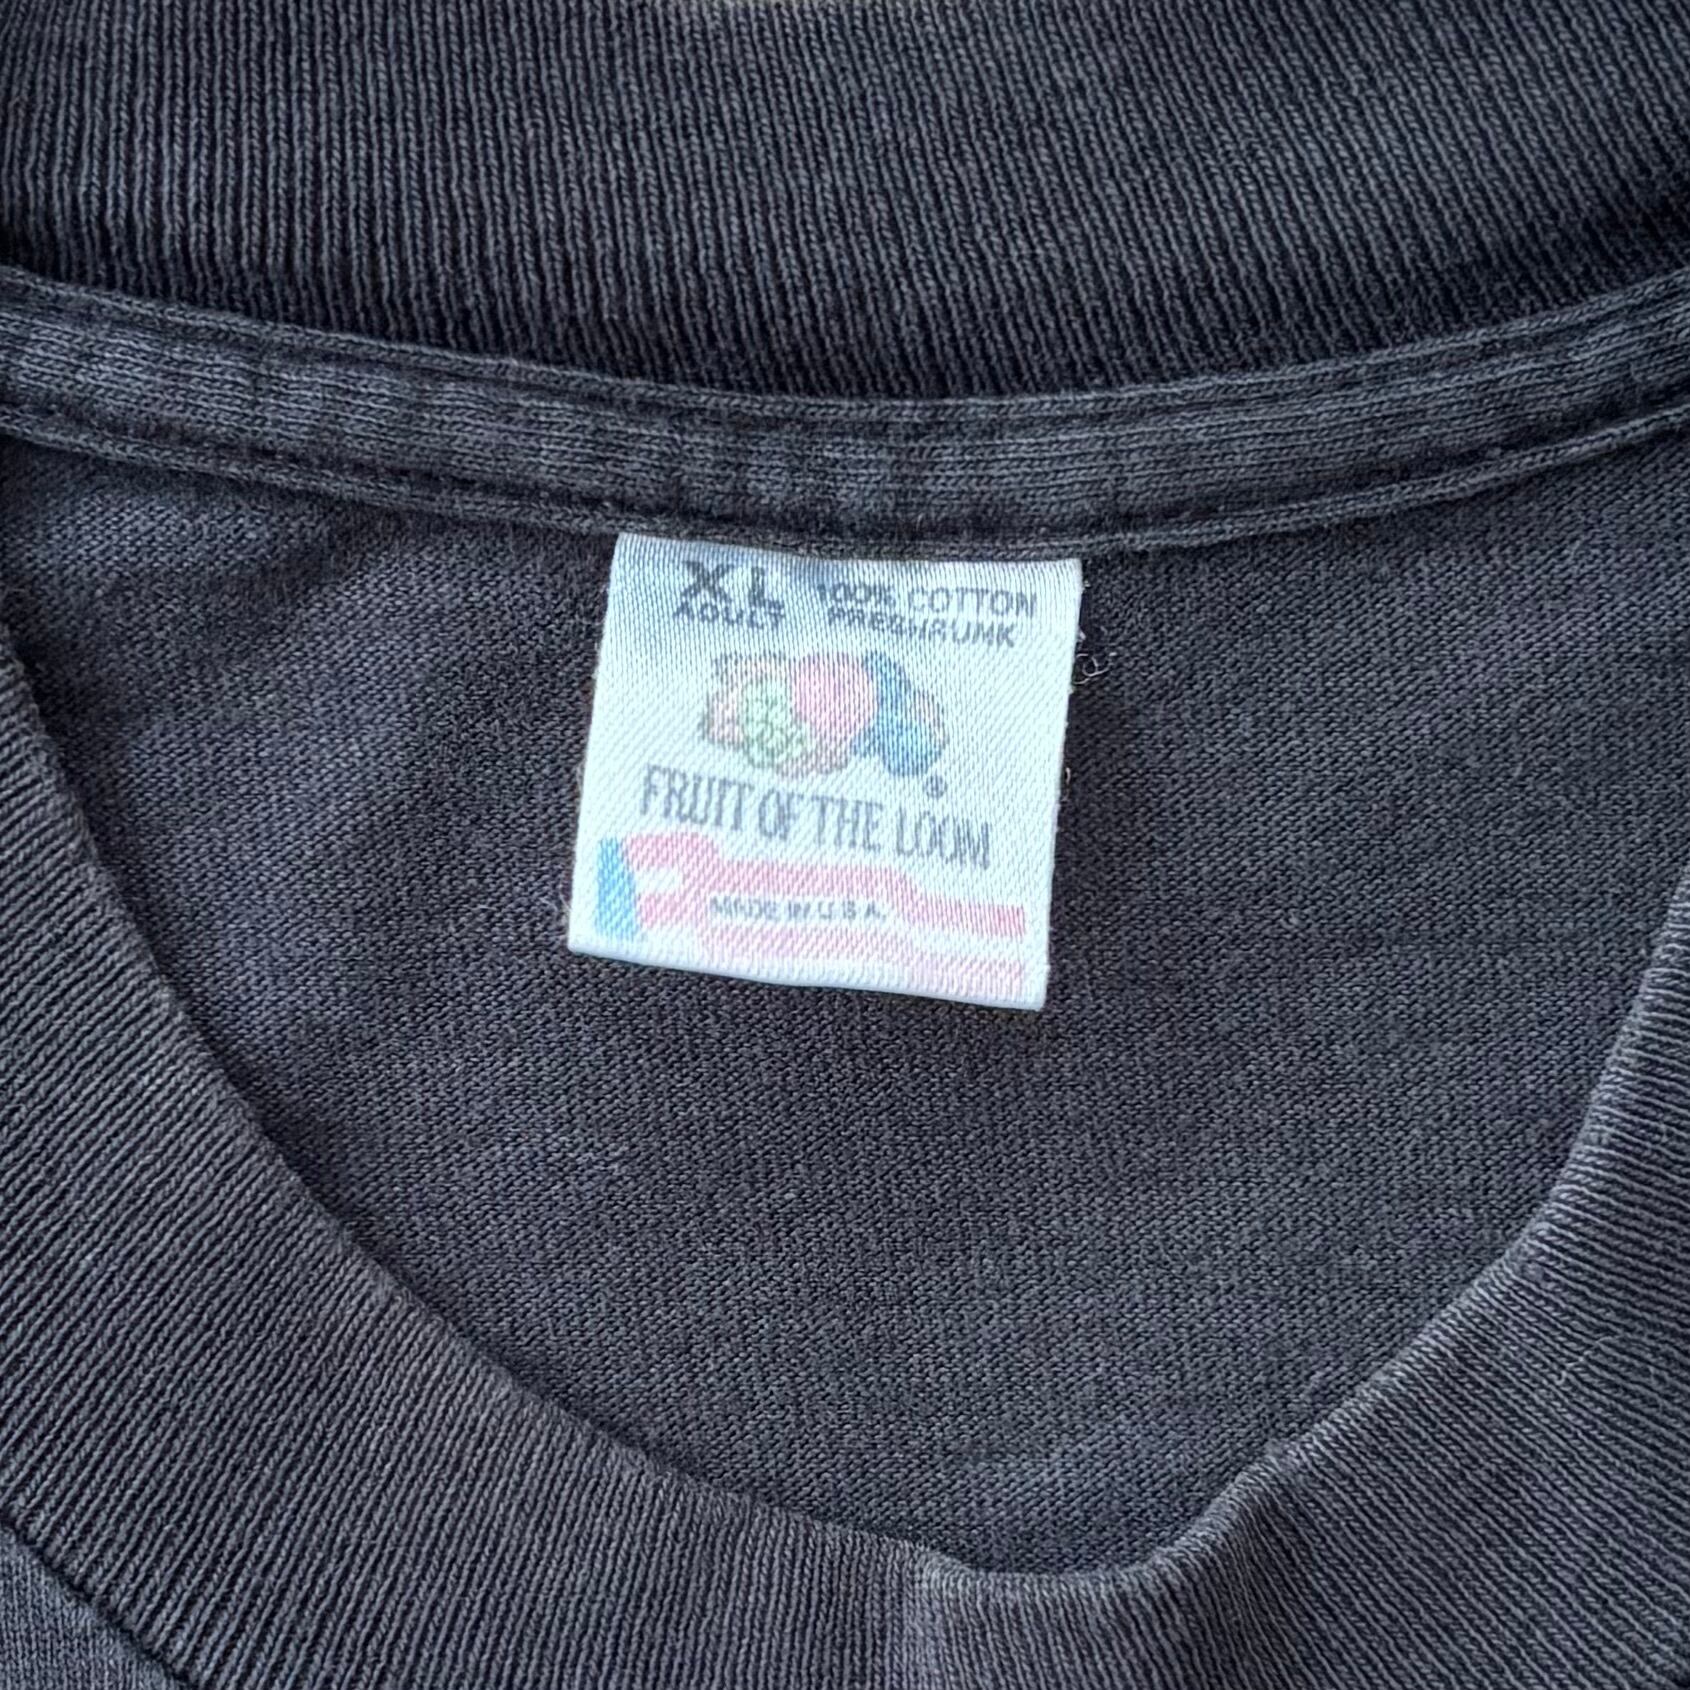 XL
ADULT
100% COTTON
PRESHRUNK
®
FRUIT OF THE LOOM
MADE IN U.S.A.